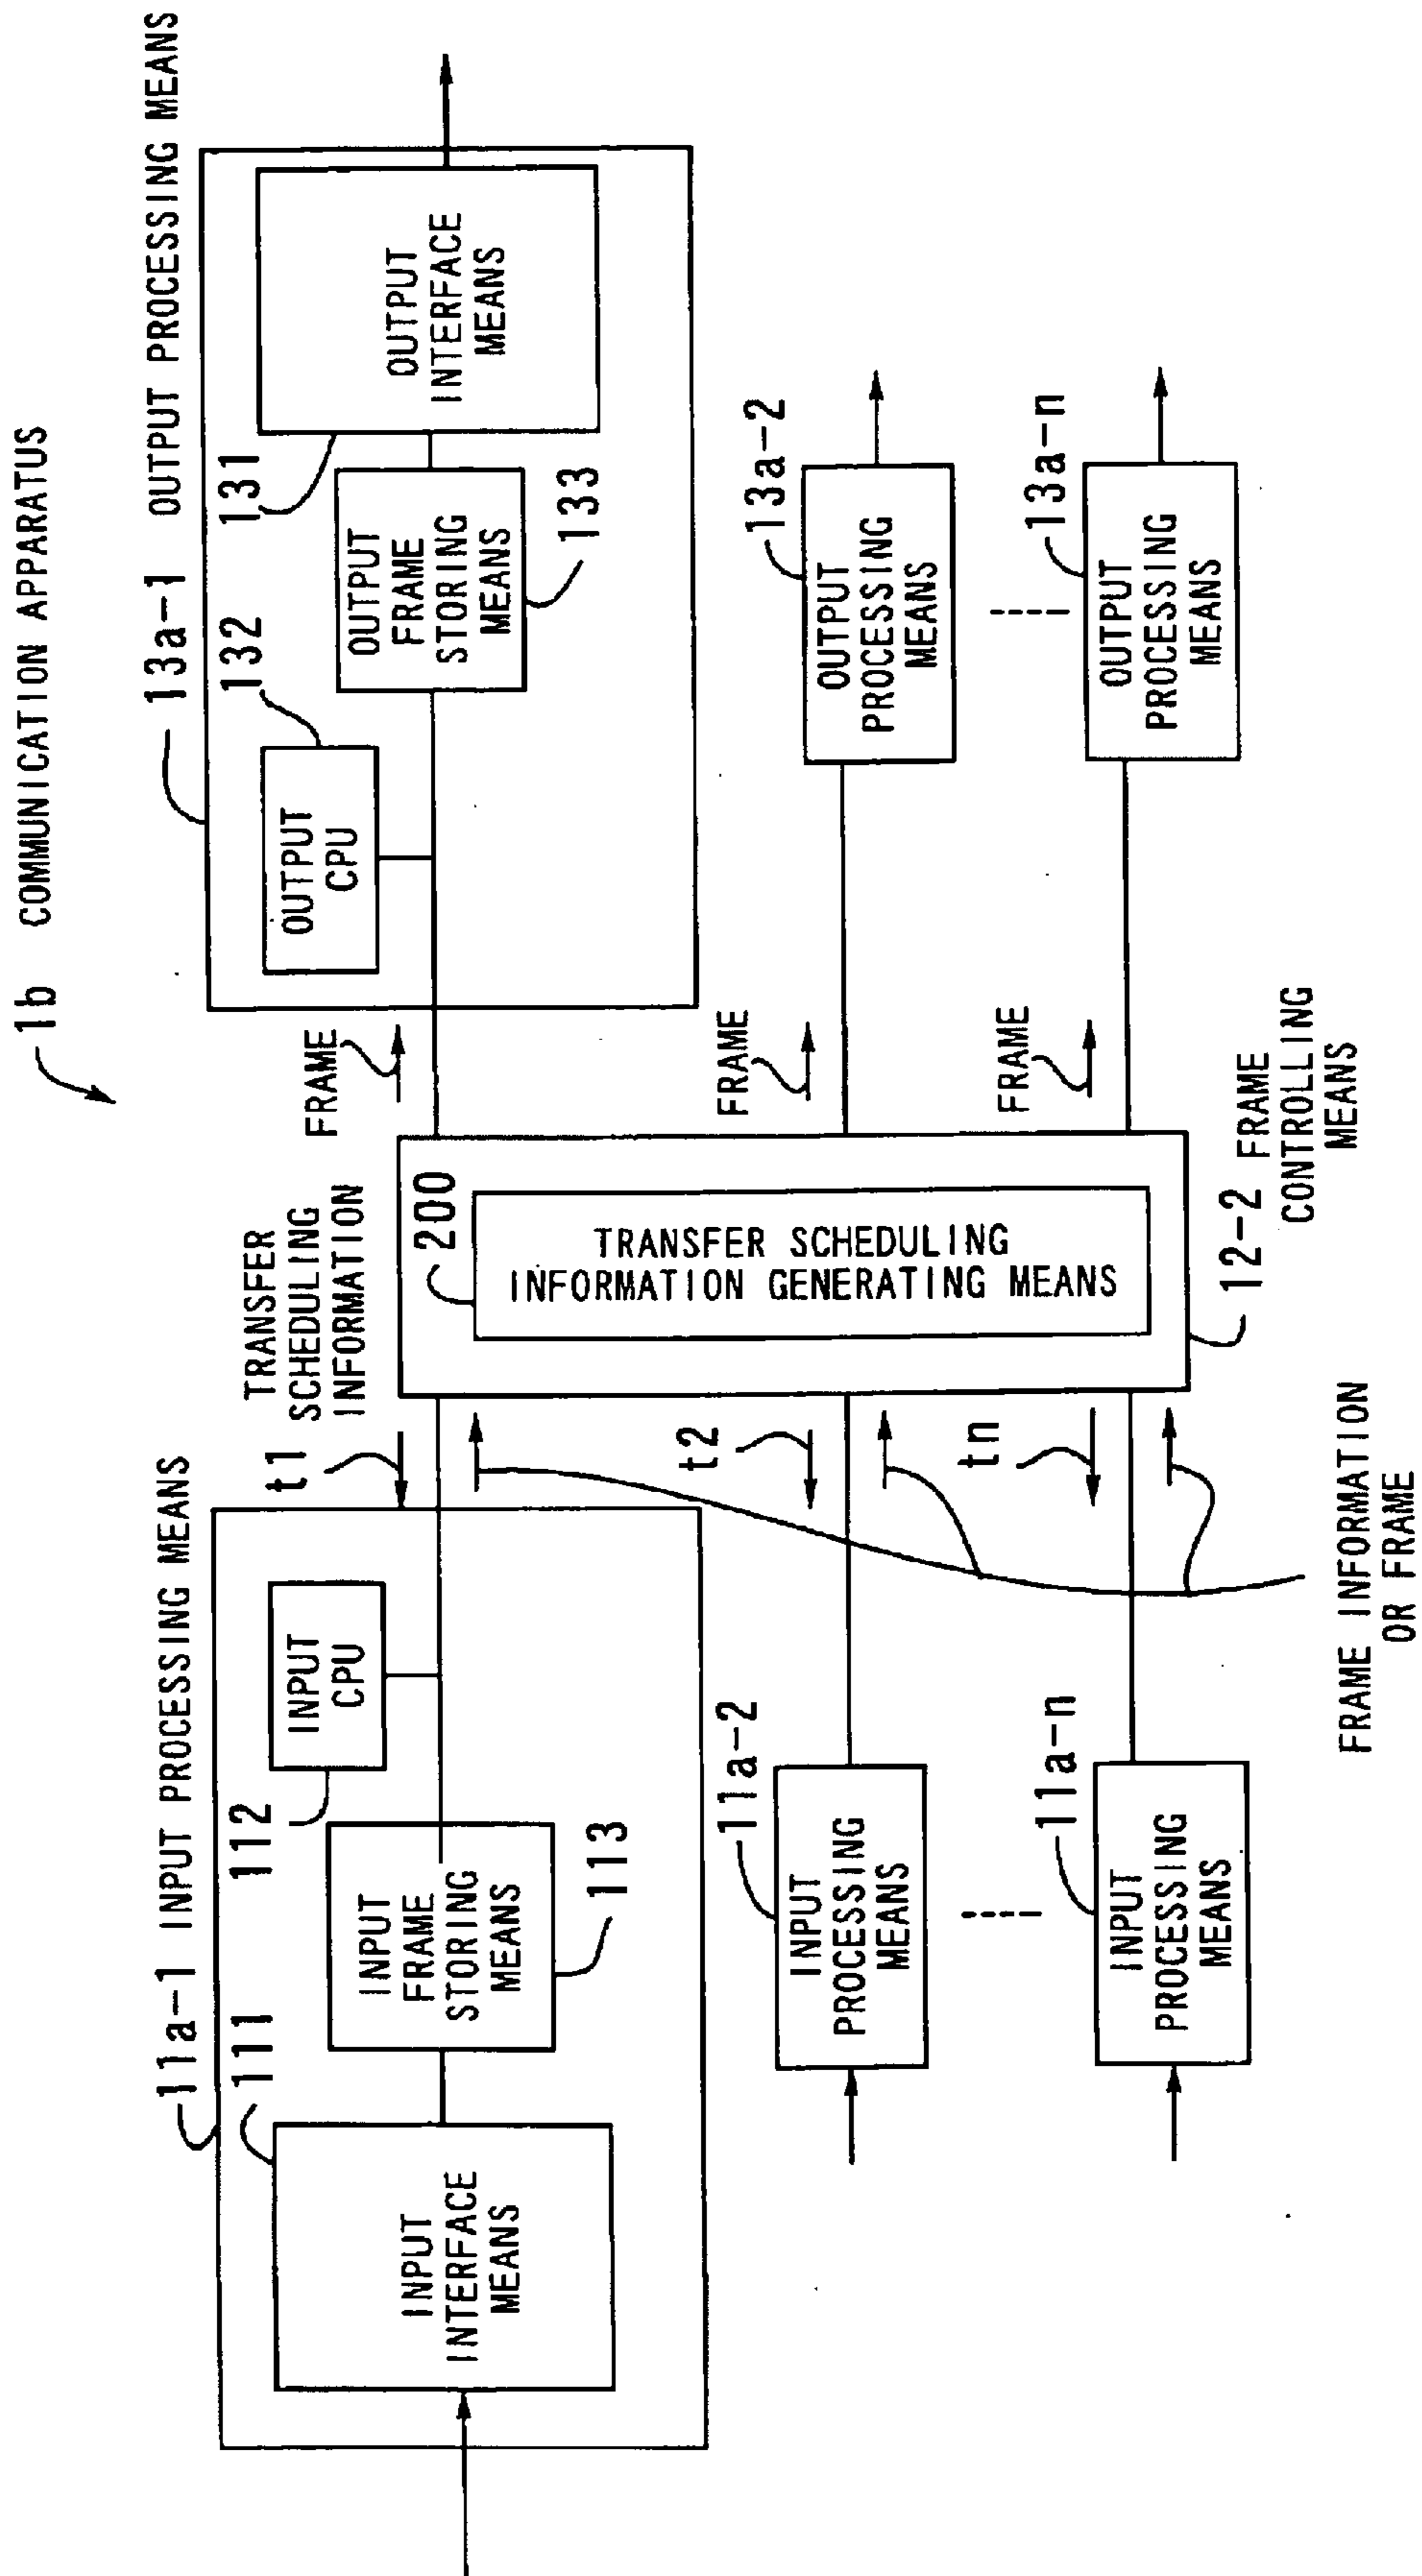 1b COMMUNICATION APPARATUS
11a-1 INPUT PROCESSING MEANS
111
INPUT
INTERFACE
MEANS
INPUT
FRAME
STORING
MEANS
113
112
INPUT
CPU
t1
TRANSFER
SCHEDULING
INFORMATION
FRAME
13a-1 OUTPUT PROCESSING MEANS
132
OUTPUT
CPU
131
OUTPUT
FRAME
STORING
MEANS
133
OUTPUT
INTERFACE
MEANS
200
TRANSFER SCHEDULING
INFORMATION GENERATING MEANS
11a-2
INPUT
PROCESSING
MEANS
t2
FRAME
13a-2
OUTPUT
PROCESSING
MEANS
11a-n
INPUT
PROCESSING
MEANS
tn
FRAME
13a-n
OUTPUT
PROCESSING
MEANS
12-2 FRAME
CONTROLLING
MEANS
FRAME INFORMATION
OR FRAME